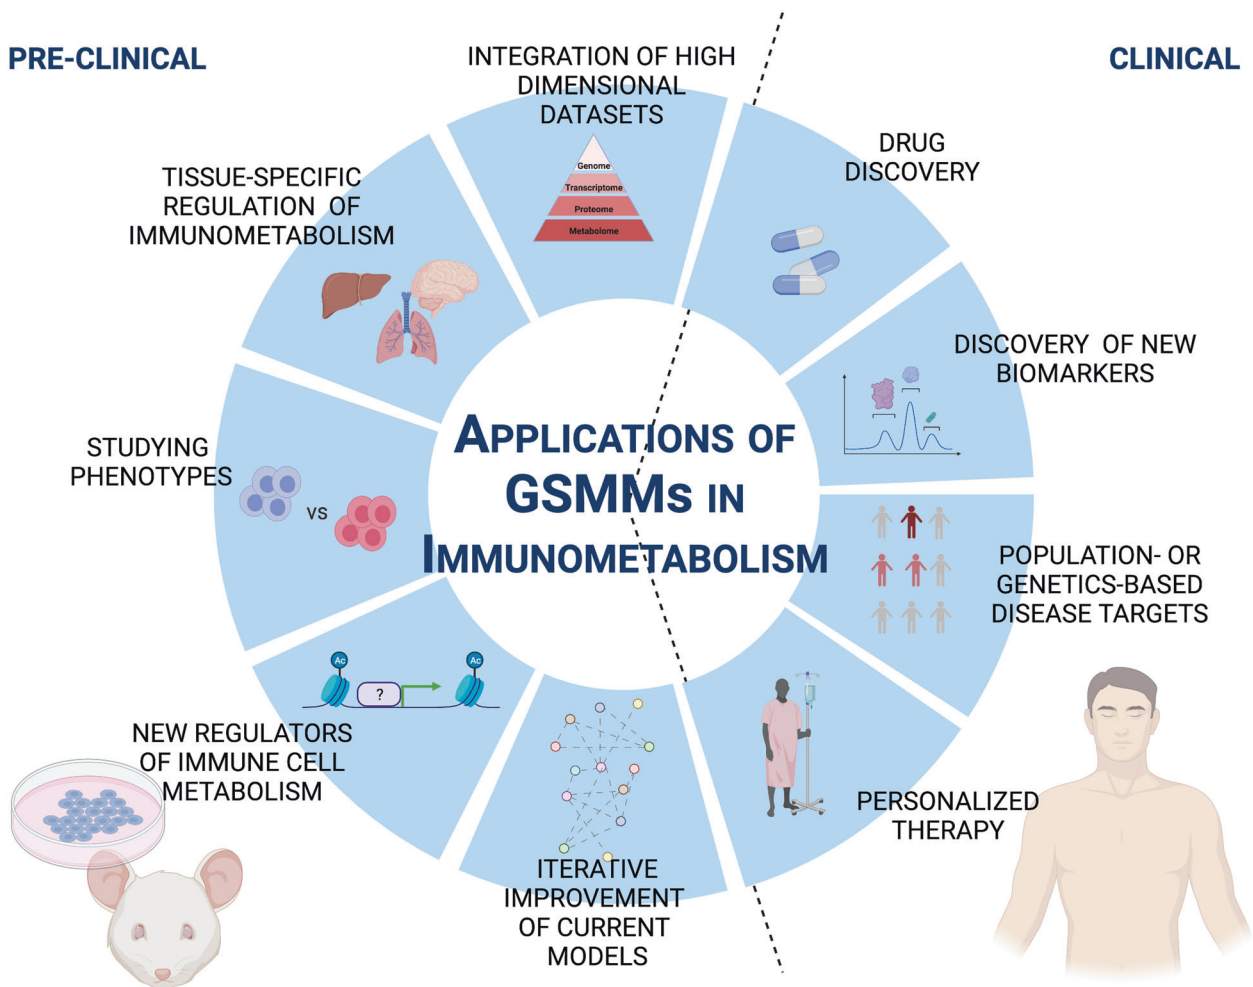 PRE-CLINICAL
CLINICAL
INTEGRATION OF HIGH
DIMENSIONAL
DATASETS
Genome
Transcriptome
Proteome
Metabolome
DRUG
DISCOVERY
TISSUE-SPECIFIC
REGULATION OF
IMMUNOMETABOLISM
DISCOVERY OF NEW
BIOMARKERS
STUDYING
PHENOTYPES
vs
APPLICATIONS OF
GSMMs IN
IMMUNOMETABOLISM
POPULATION- OR
GENETICS-BASED
DISEASE TARGETS
Ac
?
Ac
NEW REGULATORS
OF IMMUNE CELL
METABOLISM
PERSONALIZED
THERAPY
ITERATIVE
IMPROVEMENT
OF CURRENT
MODELS